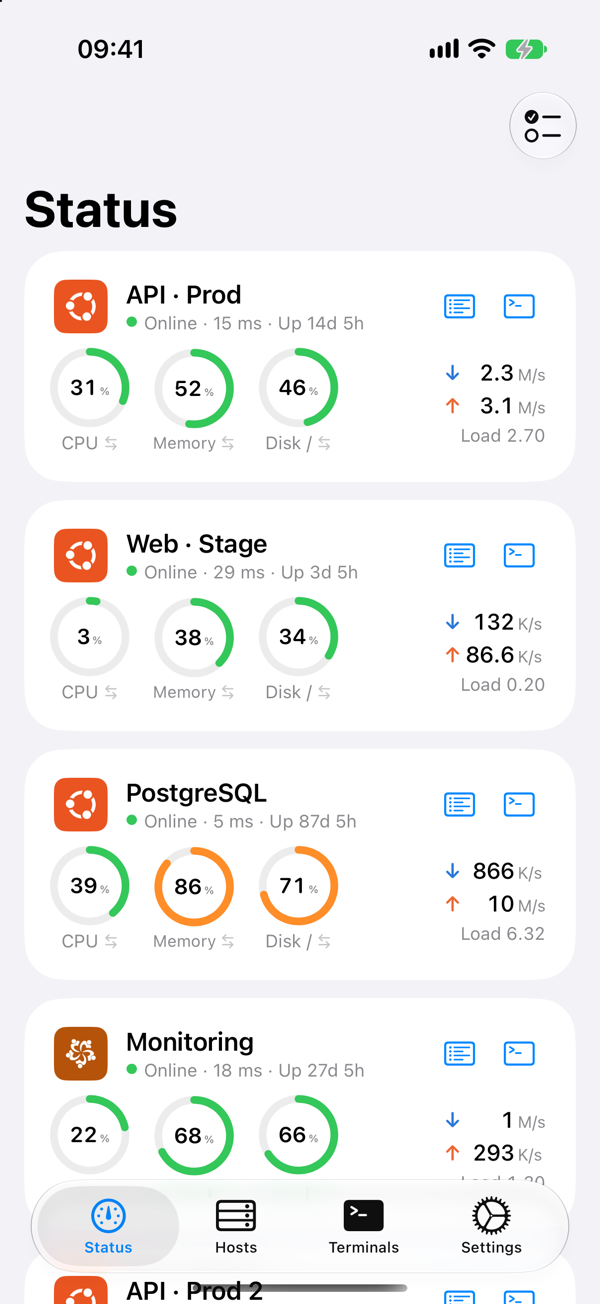 09:41
Status
API · Prod
Online · 15 ms · Up 14d 5h
31 %
52 %
46 %
2.3 M/s
3.1 M/s
Load 2.70
CPU
Memory
Disk /
Web · Stage
Online · 29 ms · Up 3d 5h
3 %
38 %
34 %
132 K/s
86.6 K/s
Load 0.20
CPU
Memory
Disk /
PostgreSQL
Online · 5 ms · Up 87d 5h
39 %
86 %
71 %
866 K/s
10 M/s
Load 6.32
CPU
Memory
Disk /
Monitoring
Online · 18 ms · Up 27d 5h
22 %
68 %
66 %
1 M/s
293 K/s
Status
Hosts
Terminals
Settings
API · Prod 2